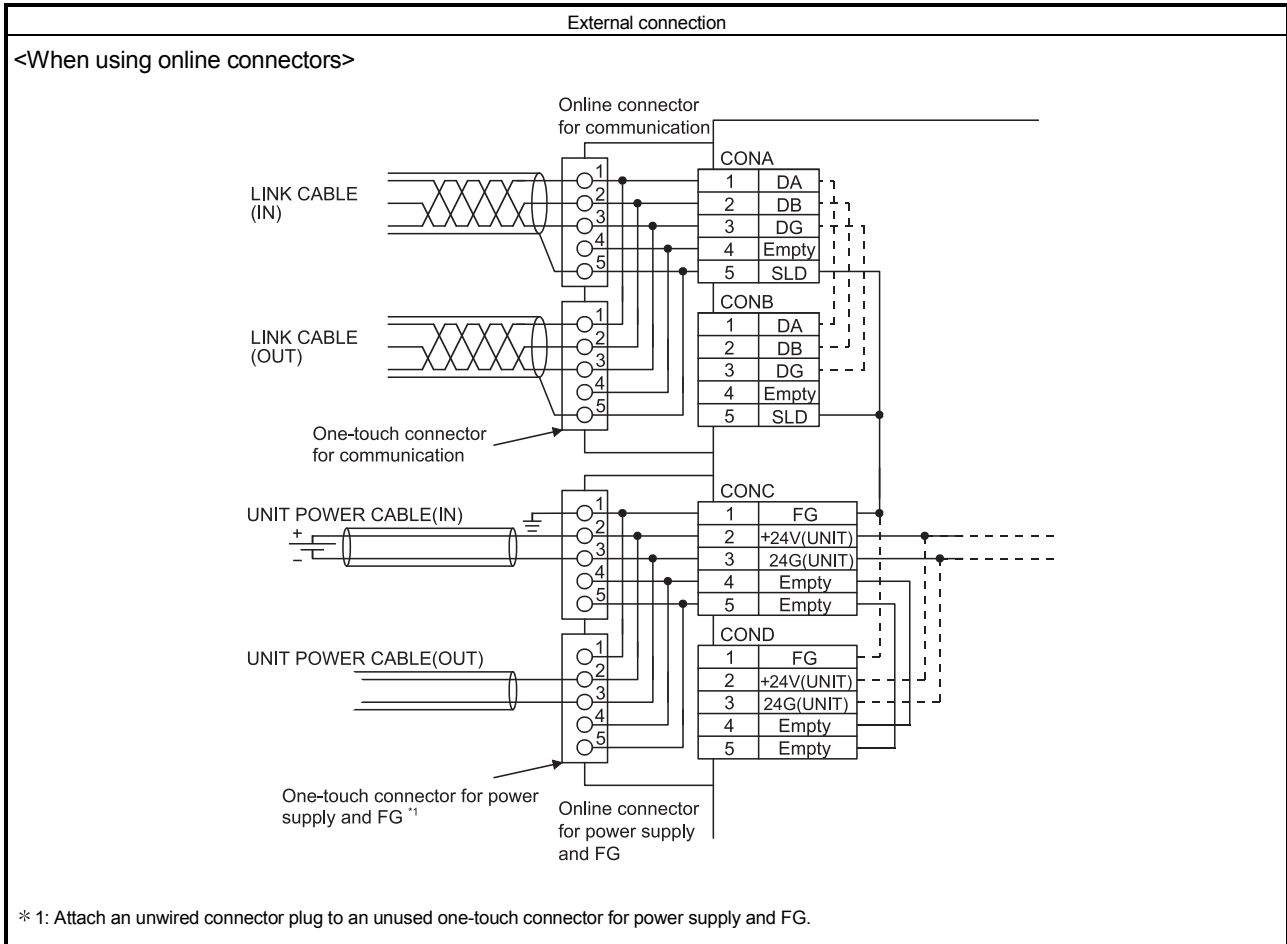 External connection
<When using online connectors>
Online connector
for communication
LINK CABLE
(IN)
1
2
3
4
5
CONA
1 DA
2 DB
3 DG
4 Empty
5 SLD
LINK CABLE
(OUT)
1
2
3
4
5
CONB
1 DA
2 DB
3 DG
4 Empty
5 SLD
One-touch connector
for communication
UNIT POWER CABLE(IN)
+
-
1
2
3
4
5
CONC
1 FG
2 +24V(UNIT)
3 24G(UNIT)
4 Empty
5 Empty
UNIT POWER CABLE(OUT)
1
2
3
4
5
COND
1 FG
2 +24V(UNIT)
3 24G(UNIT)
4 Empty
5 Empty
One-touch connector for power
supply and FG *1
Online connector
for power supply
and FG
＊1: Attach an unwired connector plug to an unused one-touch connector for power supply and FG.